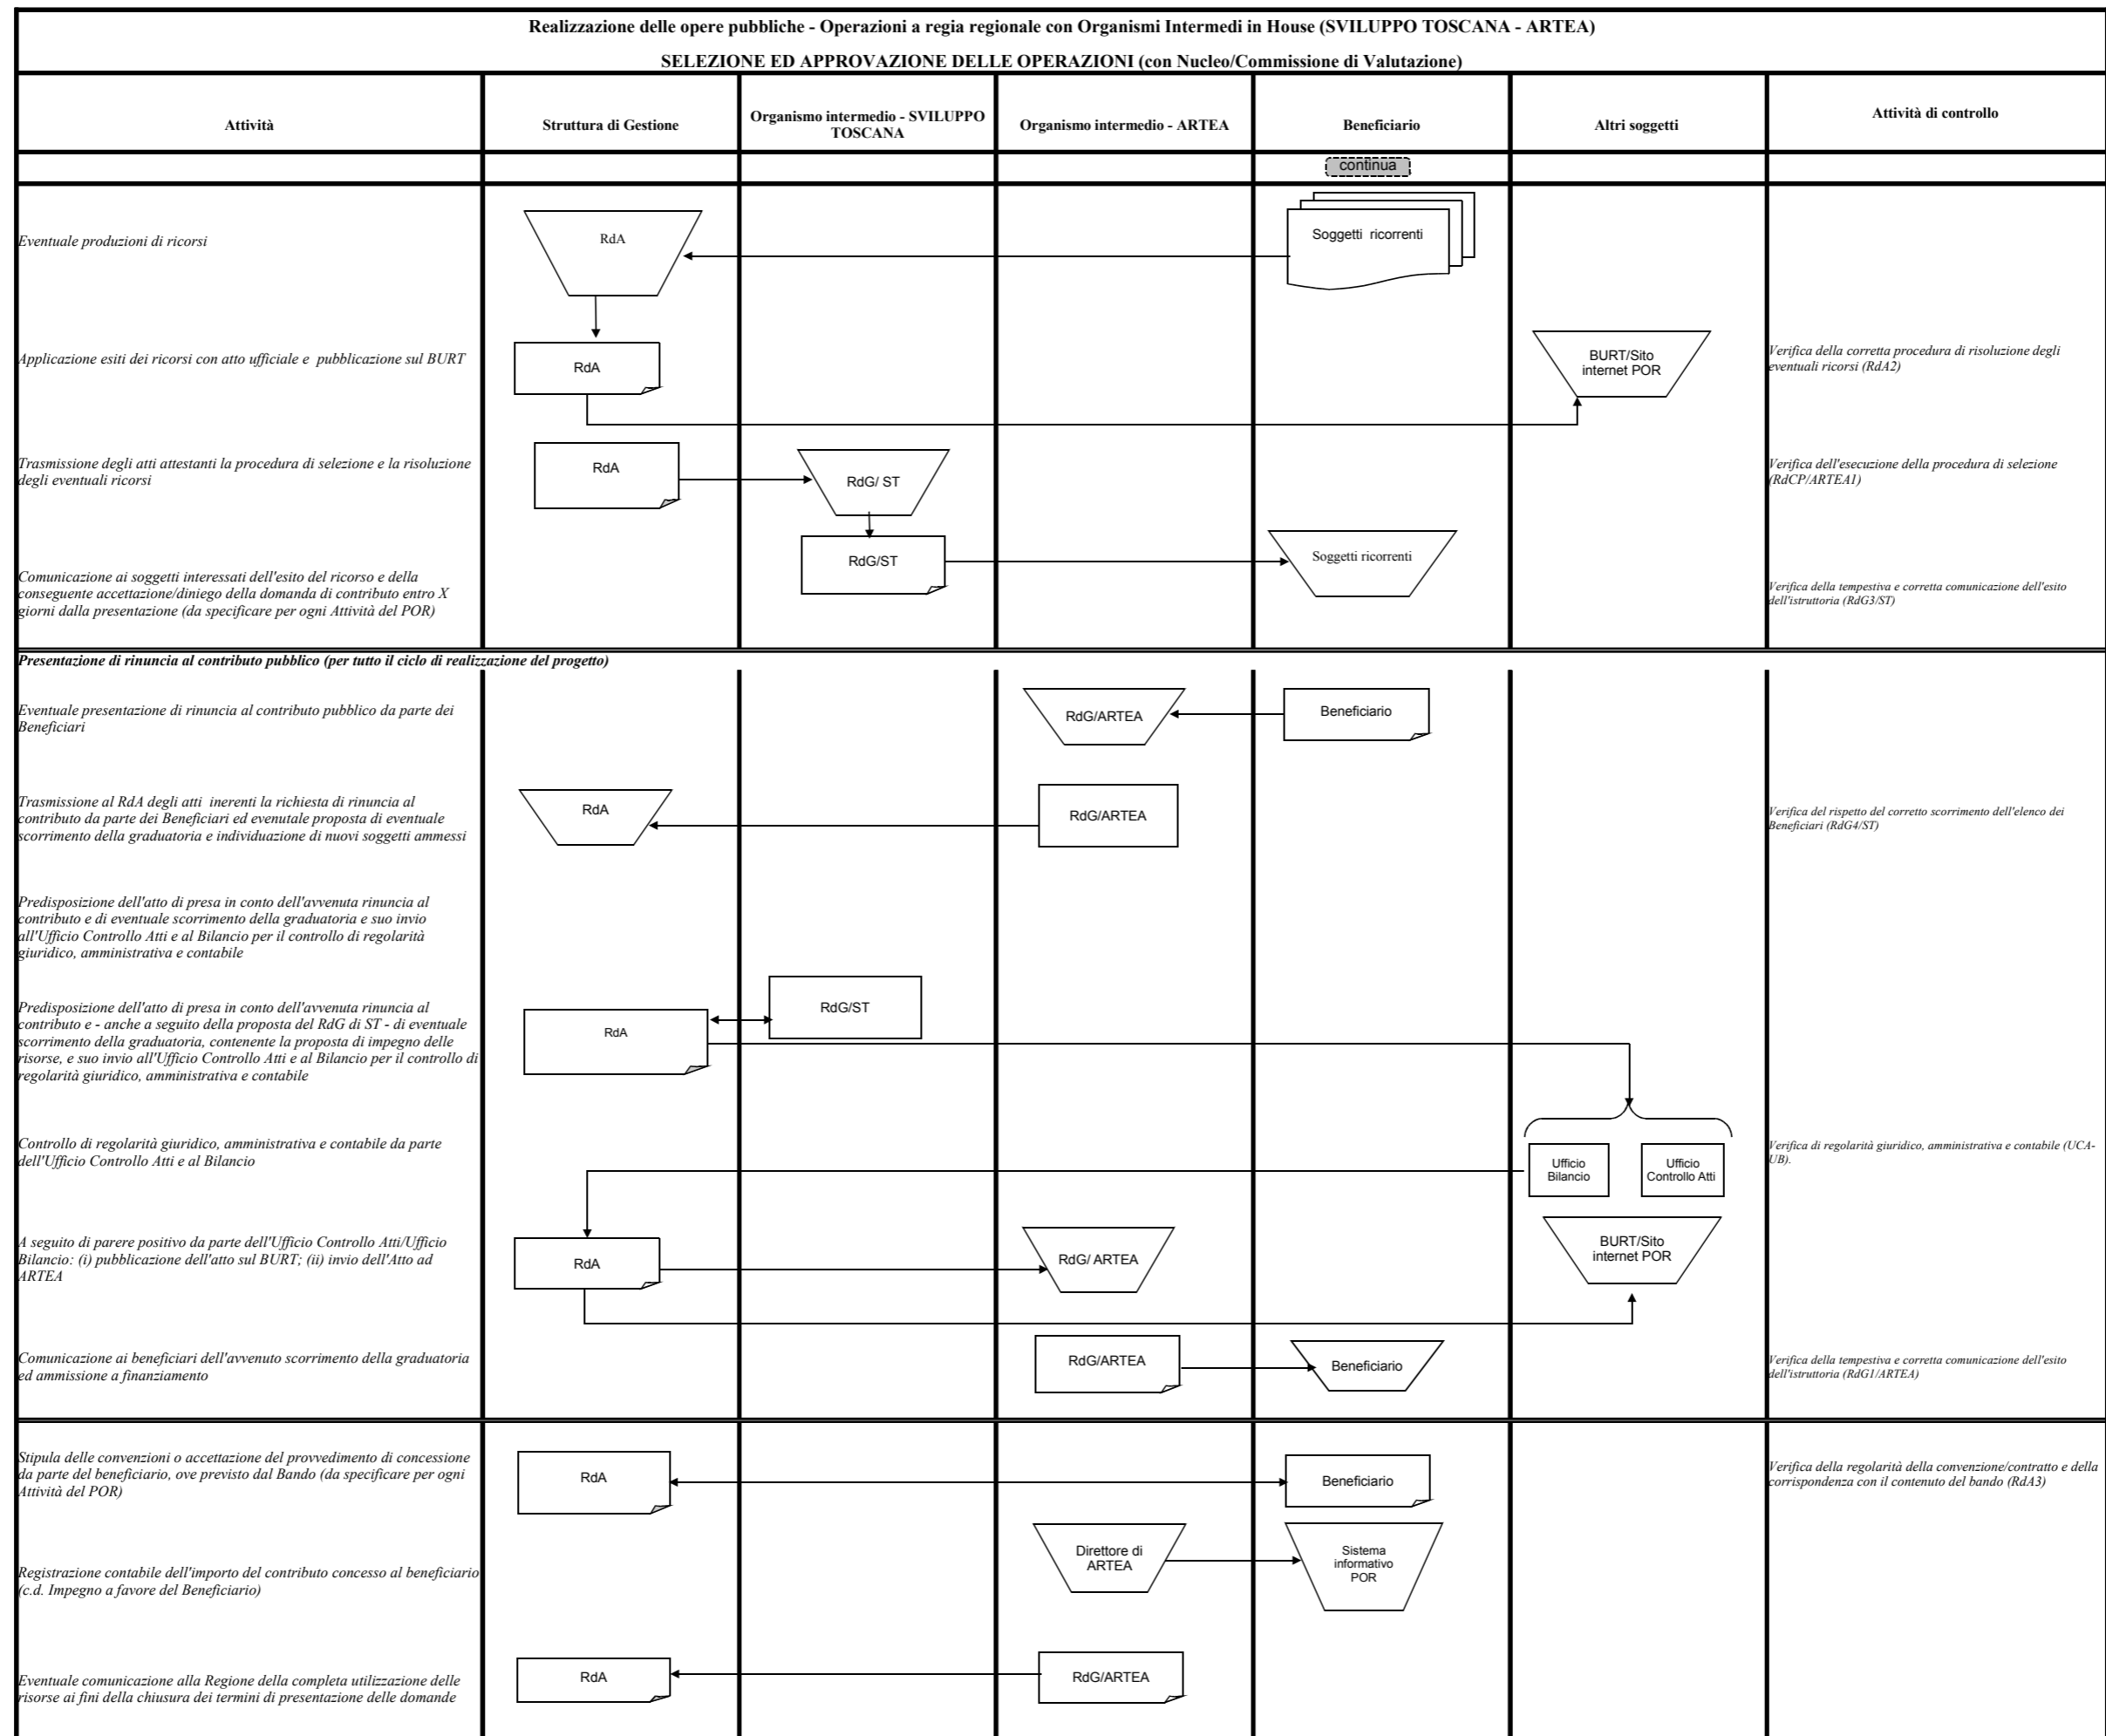 Realizzazione delle opere pubbliche - Operazioni a regia regionale con Organismi Intermedi in House (SVILUPPO TOSCANA - ARTEA)
SELEZIONE ED APPROVAZIONE DELLE OPERAZIONI (con Nucleo/Commissione di Valutazione)
Attività
Struttura di Gestione
Organismo intermedio - SVILUPPO
TOSCANA
Organismo intermedio - ARTEA
Beneficiario
Altri soggetti
Attività di controllo
continua
Eventuale produzioni di ricorsi
RdA
Soggetti ricorrenti
Applicazione esiti dei ricorsi con atto ufficiale e pubblicazione sul BURT
RdA
BURT/Sito
internet POR
Verifica della corretta procedura di risoluzione degli
eventuali ricorsi (RdA2)
Trasmissione degli atti attestanti la procedura di selezione e la risoluzione
degli eventuali ricorsi
RdA
RdG/ ST
Verifica dell'esecuzione della procedura di selezione
(RdCP/ARTEA1)
Comunicazione ai soggetti interessati dell'esito del ricorso e della
conseguente accettazione/diniego della domanda di contributo entro X
giorni dalla presentazione (da specificare per ogni Attività del POR)
RdG/ST
Soggetti ricorrenti
Verifica della tempestiva e corretta comunicazione dell'esito
dell'istruttoria (RdG3/ST)
Presentazione di rinuncia al contributo pubblico (per tutto il ciclo di realizzazione del progetto)
Eventuale presentazione di rinuncia al contributo pubblico da parte dei
Beneficiari
RdG/ARTEA
Beneficiario
Trasmissione al RdA degli atti inerenti la richiesta di rinuncia al
contributo da parte dei Beneficiari ed evenutale proposta di eventuale
scorrimento della graduatoria e individuazione di nuovi soggetti ammessi
RdA
RdG/ARTEA
Verifica del rispetto del corretto scorrimento dell'elenco dei
Beneficiari (RdG4/ST)
Predisposizione dell'atto di presa in conto dell'avvenuta rinuncia al
contributo e di eventuale scorrimento della graduatoria e suo invio
all'Ufficio Controllo Atti e al Bilancio per il controllo di regolarità
giuridico, amministrativa e contabile
Predisposizione dell'atto di presa in conto dell'avvenuta rinuncia al
contributo e - anche a seguito della proposta del RdG di ST - di eventuale
scorrimento della graduatoria, contenente la proposta di impegno delle
risorse, e suo invio all'Ufficio Controllo Atti e al Bilancio per il controllo di
regolarità giuridico, amministrativa e contabile
RdA
RdG/ST
Controllo di regolarità giuridico, amministrativa e contabile da parte
dell'Ufficio Controllo Atti e al Bilancio
Ufficio
Bilancio
Ufficio
Controllo Atti
Verifica di regolarità giuridico, amministrativa e contabile (UCA-
UB).
A seguito di parere positivo da parte dell'Ufficio Controllo Atti/Ufficio
Bilancio: (i) pubblicazione dell'atto sul BURT; (ii) invio dell'Atto ad
ARTEA
RdA
RdG/ ARTEA
BURT/Sito
internet POR
Comunicazione ai beneficiari dell'avvenuto scorrimento della graduatoria
ed ammissione a finanziamento
RdG/ARTEA
Beneficiario
Verifica della tempestiva e corretta comunicazione dell'esito
dell'istruttoria (RdG1/ARTEA)
Stipula delle convenzioni o accettazione del provvedimento di concessione
da parte del beneficiario, ove previsto dal Bando (da specificare per ogni
Attività del POR)
RdA
Beneficiario
Verifica della regolarità della convenzione/contratto e della
corrispondenza con il contenuto del bando (RdA3)
Registrazione contabile dell'importo del contributo concesso al beneficiario
(c.d. Impegno a favore del Beneficiario)
Direttore di
ARTEA
Sistema
informativo
POR
Eventuale comunicazione alla Regione della completa utilizzazione delle
risorse ai fini della chiusura dei termini di presentazione delle domande
RdA
RdG/ARTEA